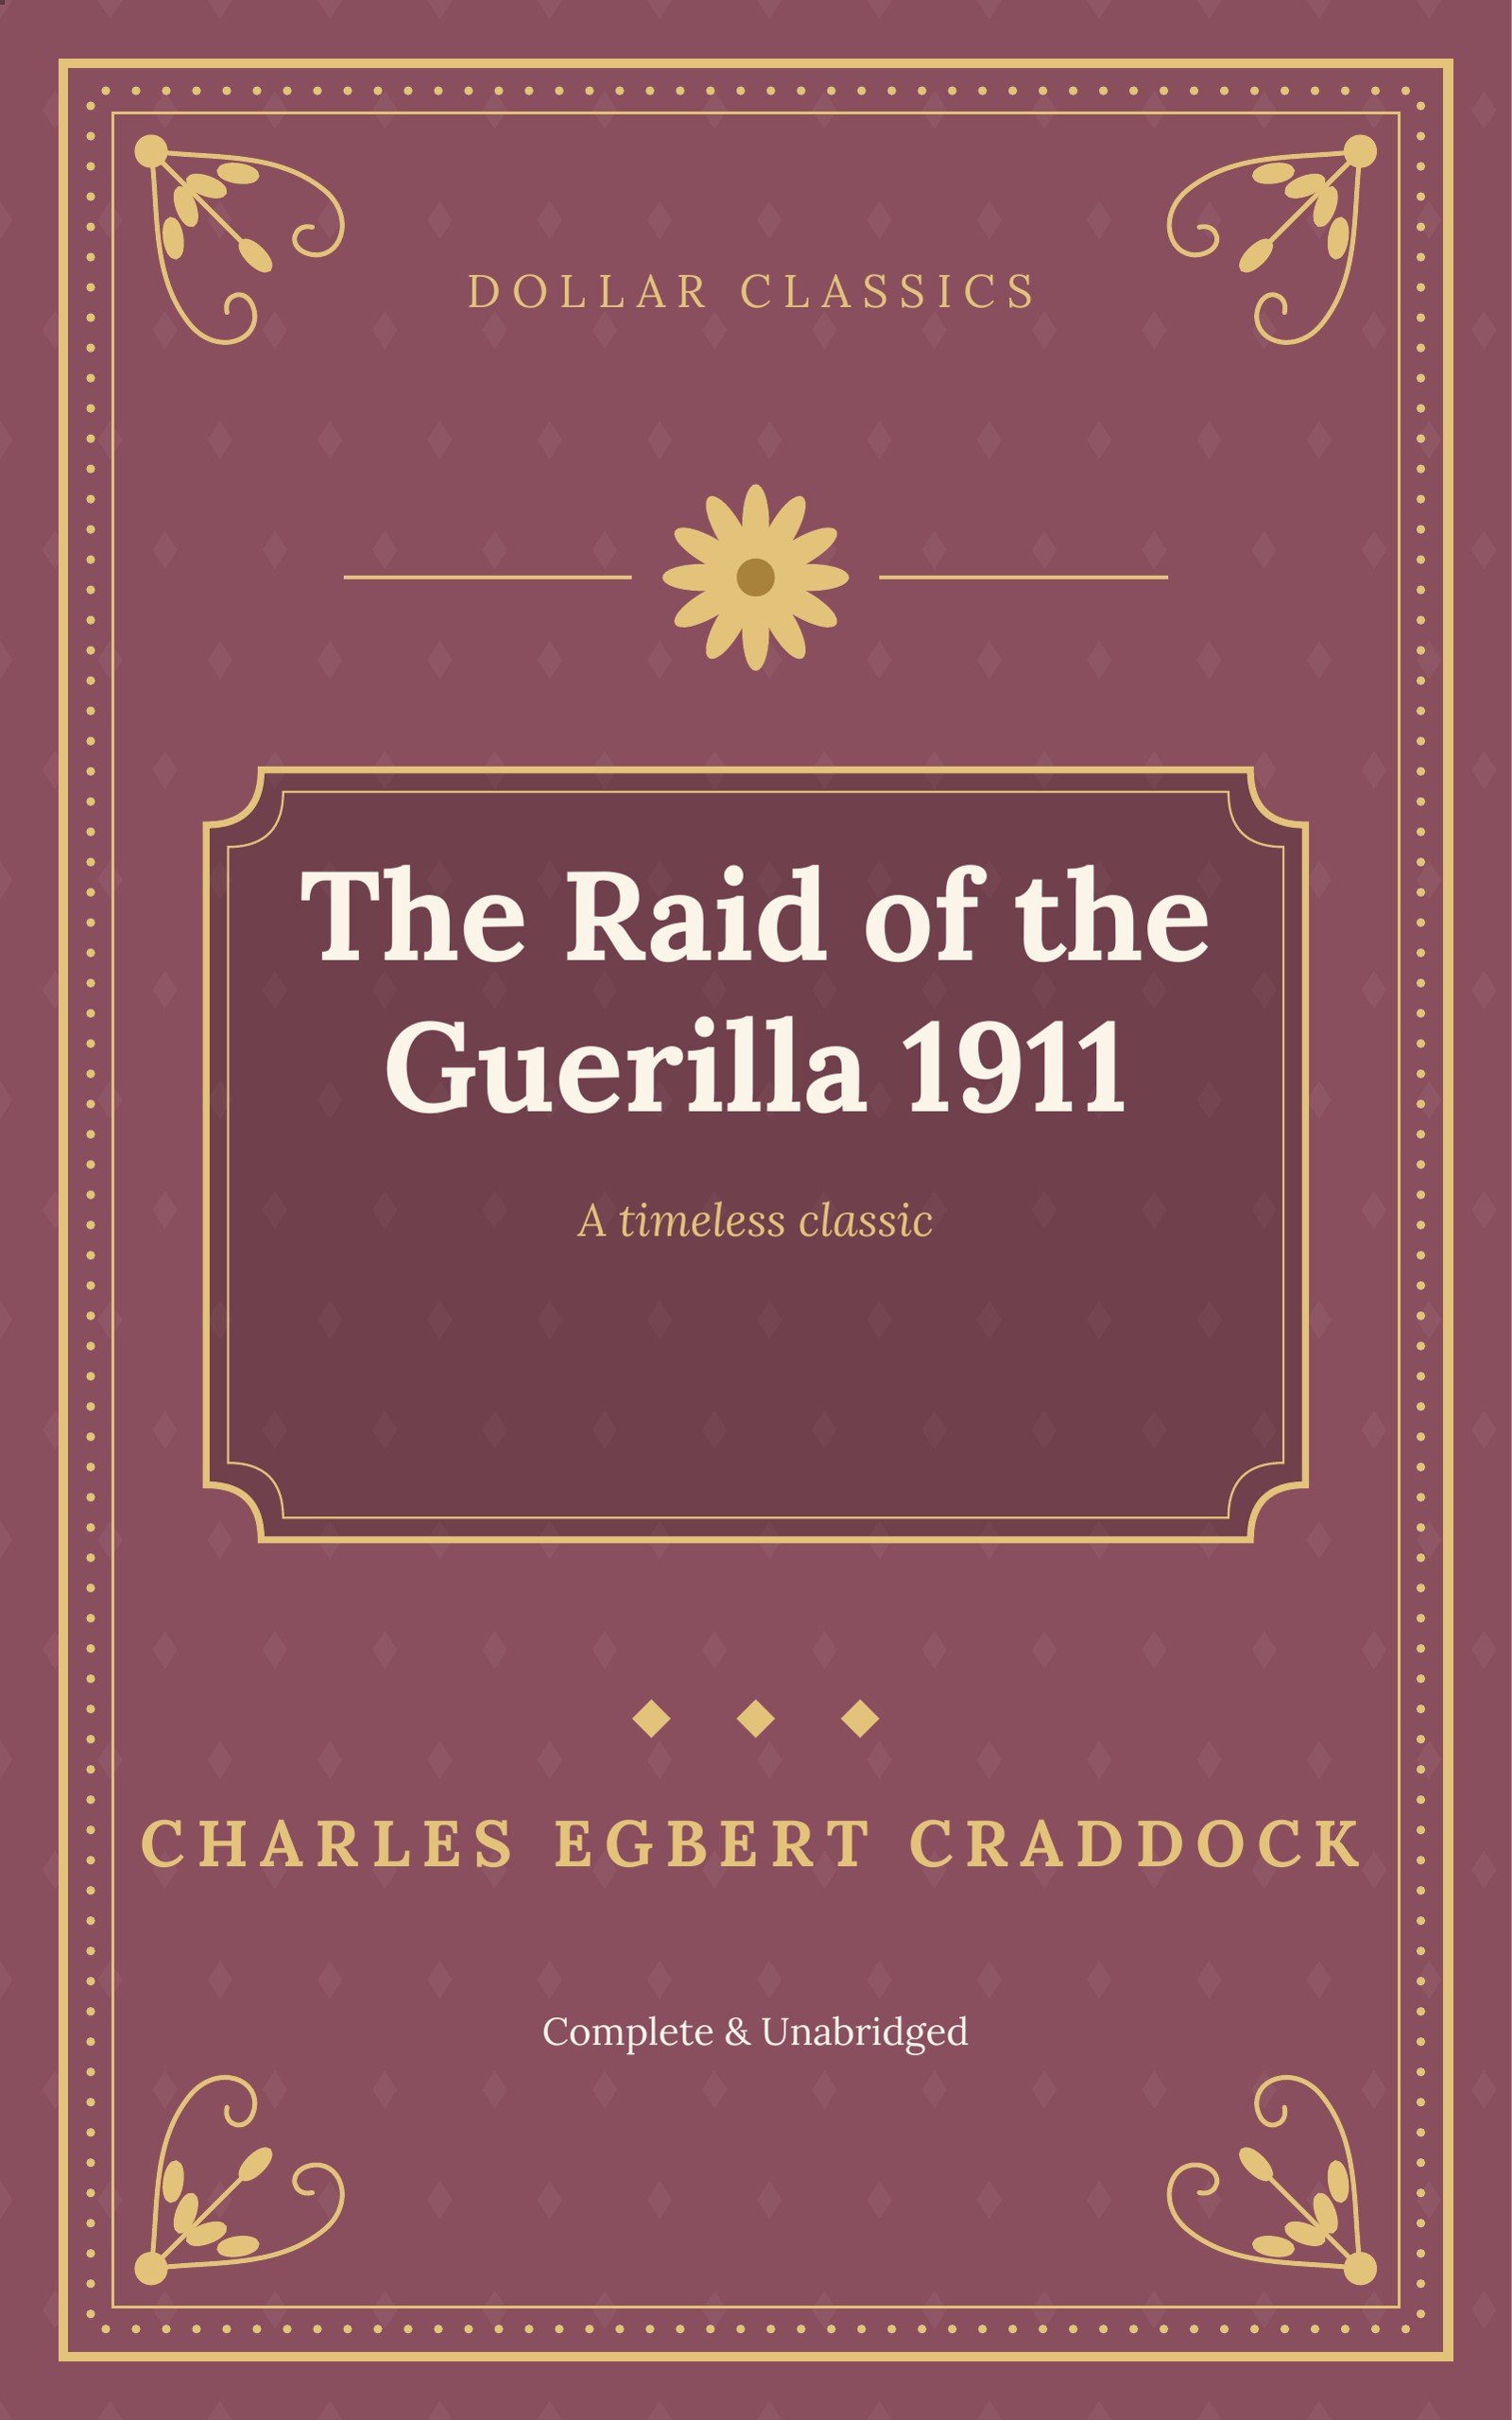 DOLLAR CLASSICS
The Raid of the
Guerilla 1911
A timeless classic
CHARLES EGBERT CRADDOCK
Complete & Unabridged